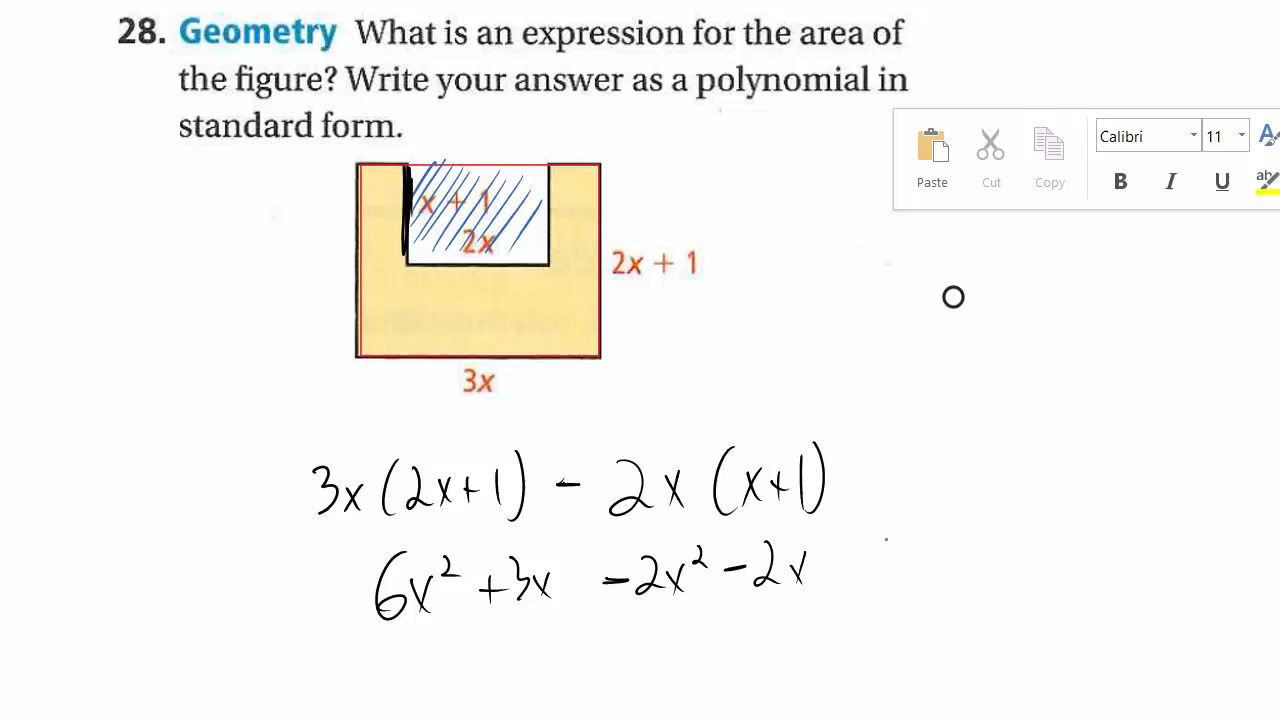 28. Geometry What is an expression for the area of
the figure? Write your answer as a polynomial in
standard form.
Calibri
11
A
Paste
Cut
Copy
B
I
U
ab
x + 1
2x
2x + 1
3x
3x(2x+1) - 2x(x+1)
6x² +3x -2x² -2x